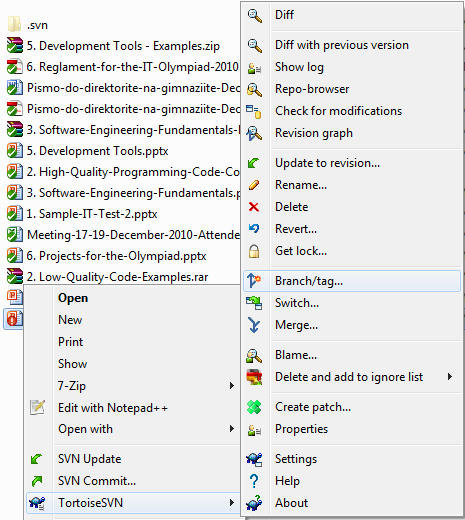 .svn
5. Development Tools - Examples.zip
6. Reglament-for-the-IT-Olympiad-2010
Pismo-do-direktorite-na-gimnaziite-Dec
Pismo-do-direktorite-na-gimnaziite-Dec
3. Software-Engineering-Fundamentals-
5. Development Tools.pptx
2. High-Quality-Programming-Code-Co
3. Software-Engineering-Fundamentals.p
1. Sample-IT-Test-2.pptx
Meeting-17-19-December-2010-Attende
6. Projects-for-the-Olympiad.pptx
2. Low-Quality-Code-Examples.rar
Open
New
Print
Show
7-Zip
Edit with Notepad++
Open with
SVN Update
SVN Commit...
TortoiseSVN
Diff
Diff with previous version
Show log
Repo-browser
Check for modifications
Revision graph
Update to revision...
Rename...
Delete
Revert...
Get lock...
Branch/tag...
Switch...
Merge...
Blame...
Delete and add to ignore list
Create patch...
Properties
Settings
Help
About